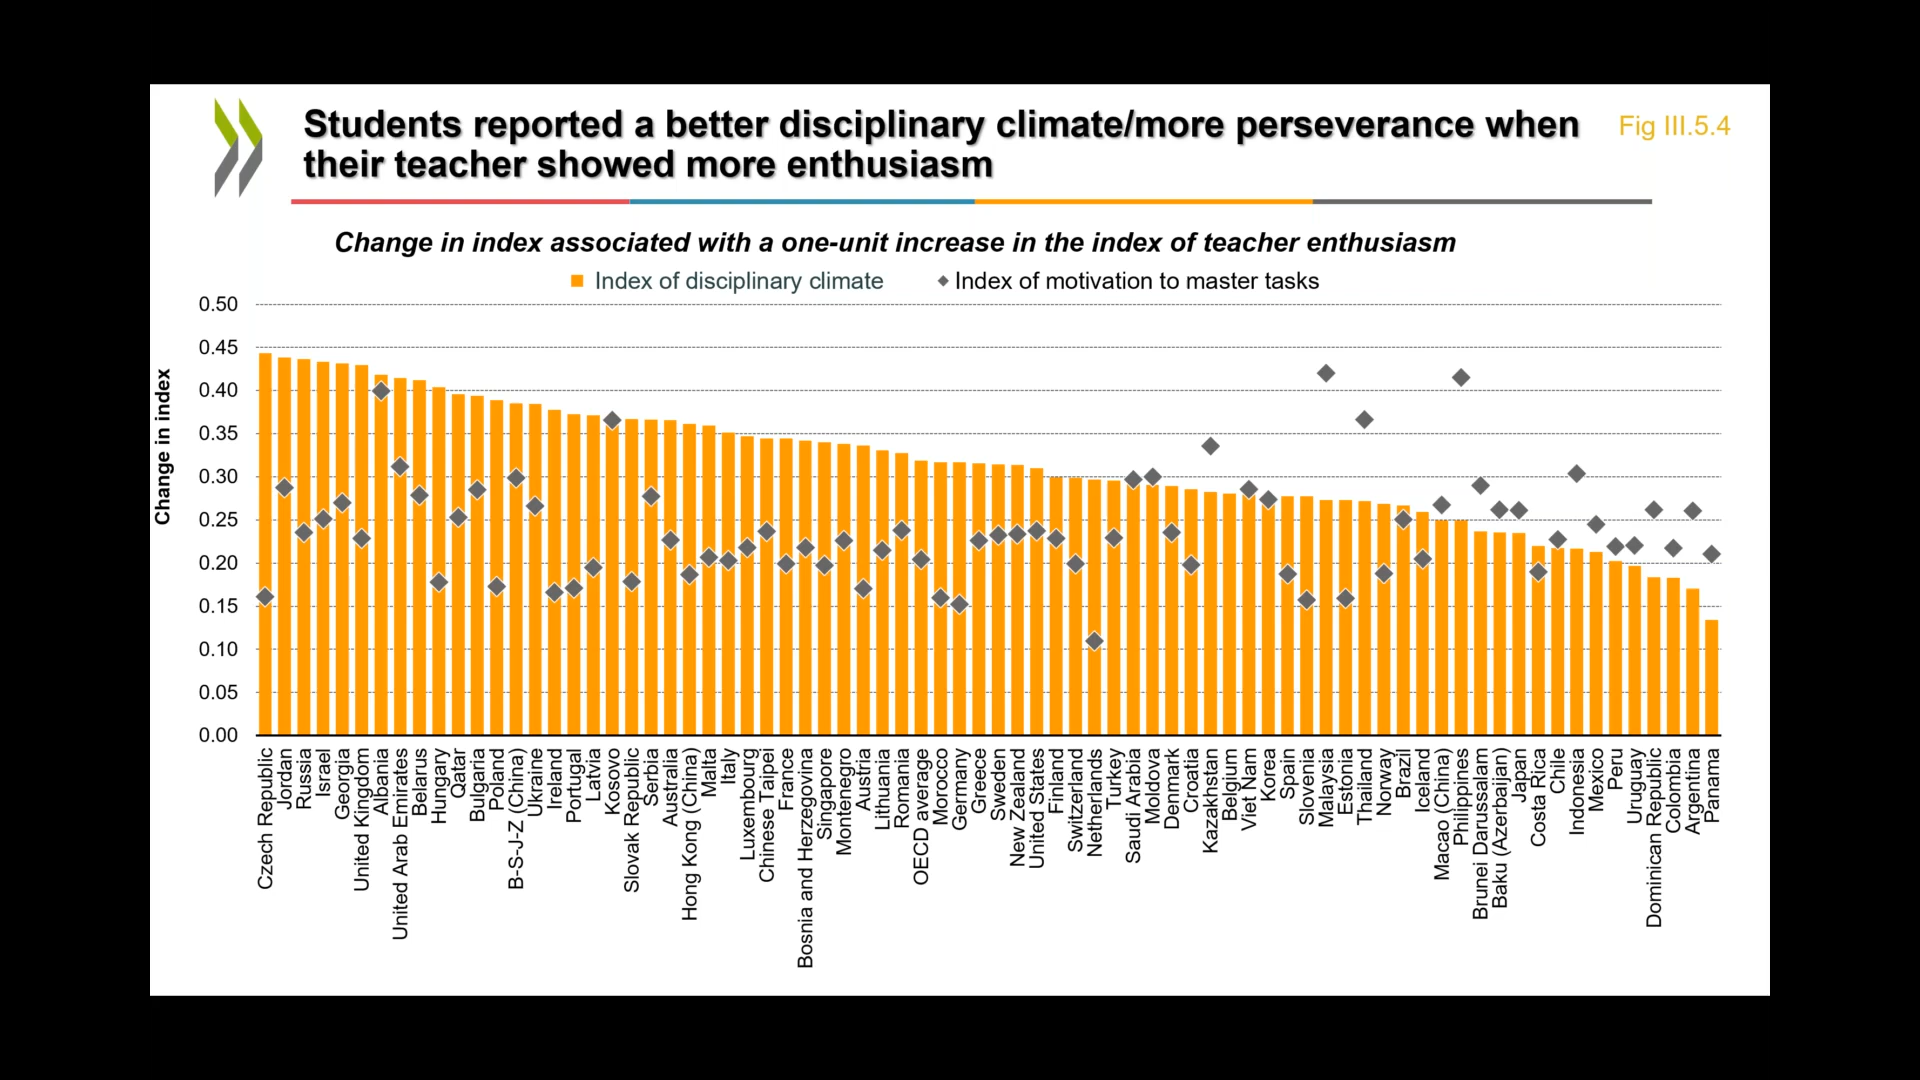 Students reported a better disciplinary climate/more perseverance when
their teacher showed more enthusiasm
Fig III.5.4
Change in index associated with a one-unit increase in the index of teacher enthusiasm
Index of disciplinary climate
Index of motivation to master tasks
Change in index
0.50
0.45
0.40
0.35
0.30
0.25
0.20
0.15
0.10
0.05
0.00
Czech Republic
Jordan
Russia
Israel
Georgia
United Kingdom
Albania
United Arab Emirates
Belarus
Hungary
Qatar
Bulgaria
Poland
B-S-J-Z (China)
Ukraine
Ireland
Portugal
Latvia
Kosovo
Slovak Republic
Serbia
Australia
Hong Kong (China)
Malta
Italy
Luxembourg
Chinese Taipei
France
Bosnia and Herzegovina
Singapore
Montenegro
Austria
Lithuania
Romania
OECD average
Morocco
Germany
Greece
Sweden
New Zealand
United States
Finland
Switzerland
Netherlands
Turkey
Saudi Arabia
Moldova
Denmark
Croatia
Kazakhstan
Belgium
Viet Nam
Korea
Spain
Slovenia
Malaysia
Estonia
Thailand
Norway
Brazil
Iceland
Macao (China)
Philippines
Brunei Darussalam
Baku (Azerbaijan)
Japan
Costa Rica
Chile
Indonesia
Mexico
Peru
Uruguay
Dominican Republic
Colombia
Argentina
Panama